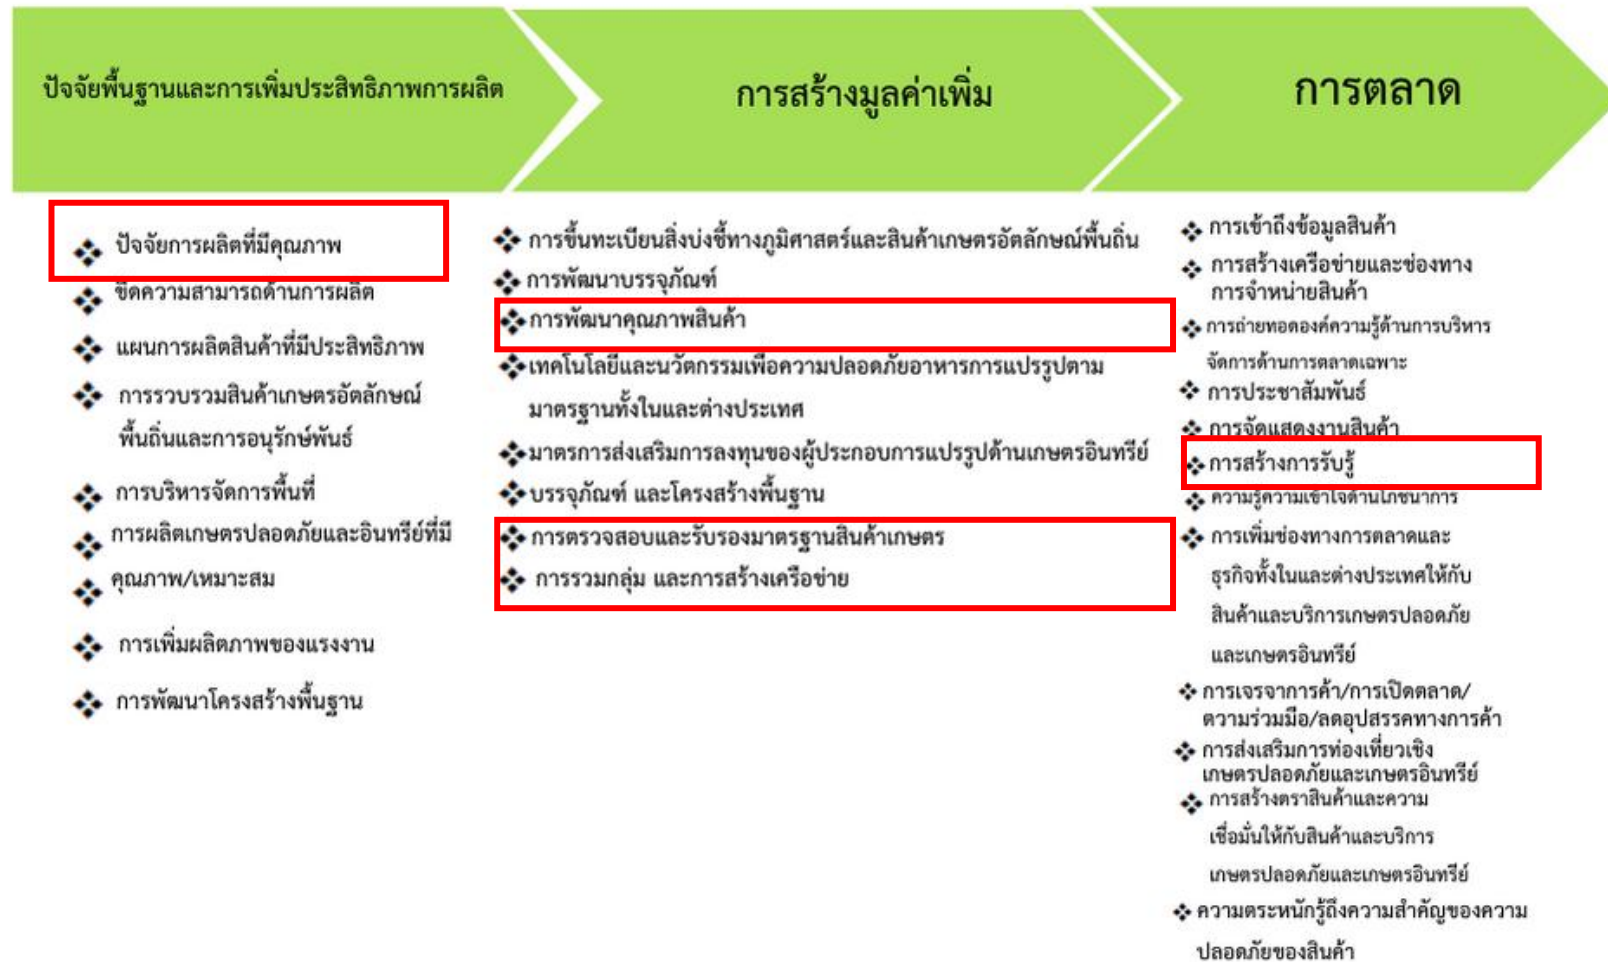 ปัจจัยพื้นฐานและการเพิ่มประสิทธิภาพการผลิต
การสร้างมูลค่าเพิ่ม
การตลาด
ปัจจัยการผลิตที่มีคุณภาพ
ขีดความสามารถด้านการผลิต
แผนการผลิตสินค้าที่มีประสิทธิภาพ
การรวบรวมสินค้าเกษตรอัตลักษณ์
พื้นถิ่นและการอนุรักษ์พันธ์
การบริหารจัดการพื้นที่
การผลิตเกษตรปลอดภัยและอินทรีย์ที่มี
คุณภาพ/เหมาะสม
การเพิ่มผลิตภาพของแรงงาน
การพัฒนาโครงสร้างพื้นฐาน
การขึ้นทะเบียนสิ่งบ่งชี้ทางภูมิศาสตร์และสินค้าเกษตรอัตลักษณ์พื้นถิ่น
การพัฒนาบรรจุภัณฑ์
การพัฒนาคุณภาพสินค้า
เทคโนโลยีและนวัตกรรมเพื่อความปลอดภัยอาหารการแปรรูปตาม
มาตรฐานทั้งในและต่างประเทศ
มาตรการส่งเสริมการลงทุนของผู้ประกอบการแปรรูปด้านเกษตรอินทรีย์
บรรจุภัณฑ์ และโครงสร้างพื้นฐาน
การตรวจสอบและรับรองมาตรฐานสินค้าเกษตร
การรวมกลุ่ม และการสร้างเครือข่าย
การเข้าถึงข้อมูลสินค้า
การสร้างเครือข่ายและช่องทาง
การจำหน่ายสินค้า
การถ่ายทอดองค์ความรู้ด้านการบริหาร
จัดการด้านการตลาดเฉพาะ
การประชาสัมพันธ์
การจัดแสดงงานสินค้า
การสร้างการรับรู้
ความรู้ความเข้าใจด้านโภชนาการ
การเพิ่มช่องทางการตลาดและ
ธุรกิจทั้งในและต่างประเทศให้กับ
สินค้าและบริการเกษตรปลอดภัย
และเกษตรอินทรีย์
การเจรจาการค้า/การเปิดตลาด/
ความร่วมมือ/ลดอุปสรรคทางการค้า
การส่งเสริมการท่องเที่ยวเชิง
เกษตรปลอดภัยและเกษตรอินทรีย์
การสร้างตราสินค้าและความ
เชื่อมั่นให้กับสินค้าและบริการ
เกษตรปลอดภัยและเกษตรอินทรีย์
ความตระหนักรู้ถึงความสำคัญของความ
ปลอดภัยของสินค้า